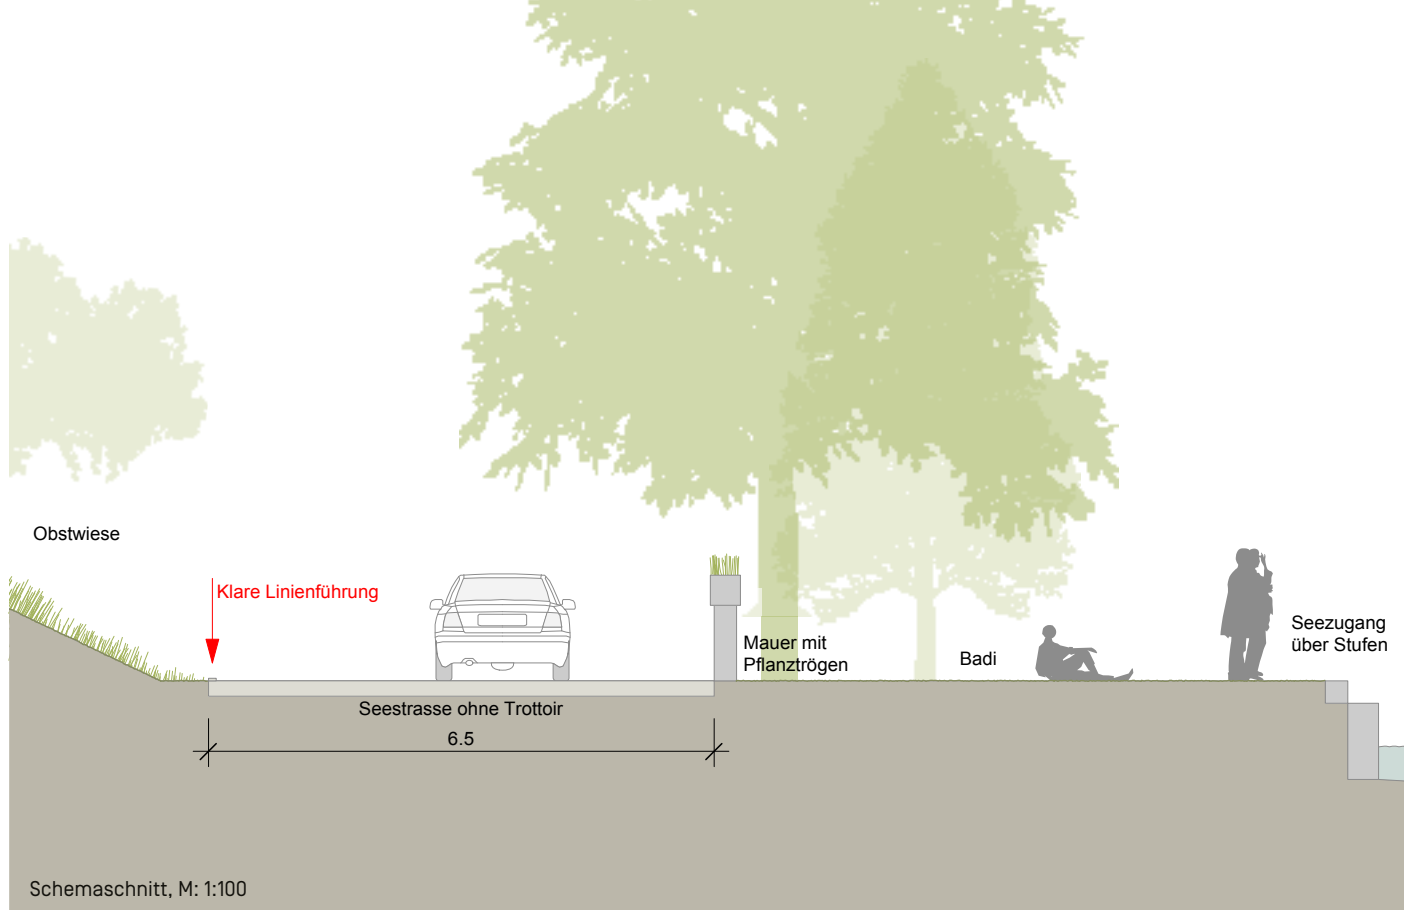 Obstwiese
Klare Linienführung
Mauer mit
Pflanztrögen
Badi
Seezugang
über Stufen
Seestrasse ohne Trottoir
6.5
Schemaschnitt, M: 1:100